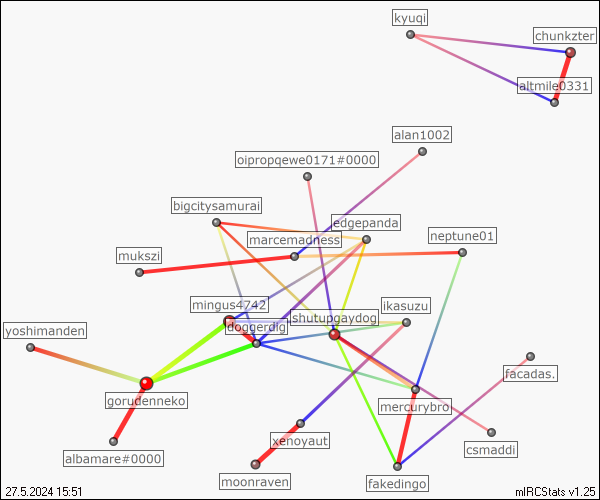 kyuqi
chunkzter
altmile0331
alan1002
oipropqewe0171#0000
bigcitysamurai
edgepanda
neptune01
marcemadness
mukszi
mingus4742
ikasuzu
shutupgaydog
doggerdig
yoshimanden
facadas.
gorudenneko
mercurybro
xenoyaut
csmaddi
albamare#0000
moonraven
fakedingo
27.5.2024 15:51
mIRCStats v1.25